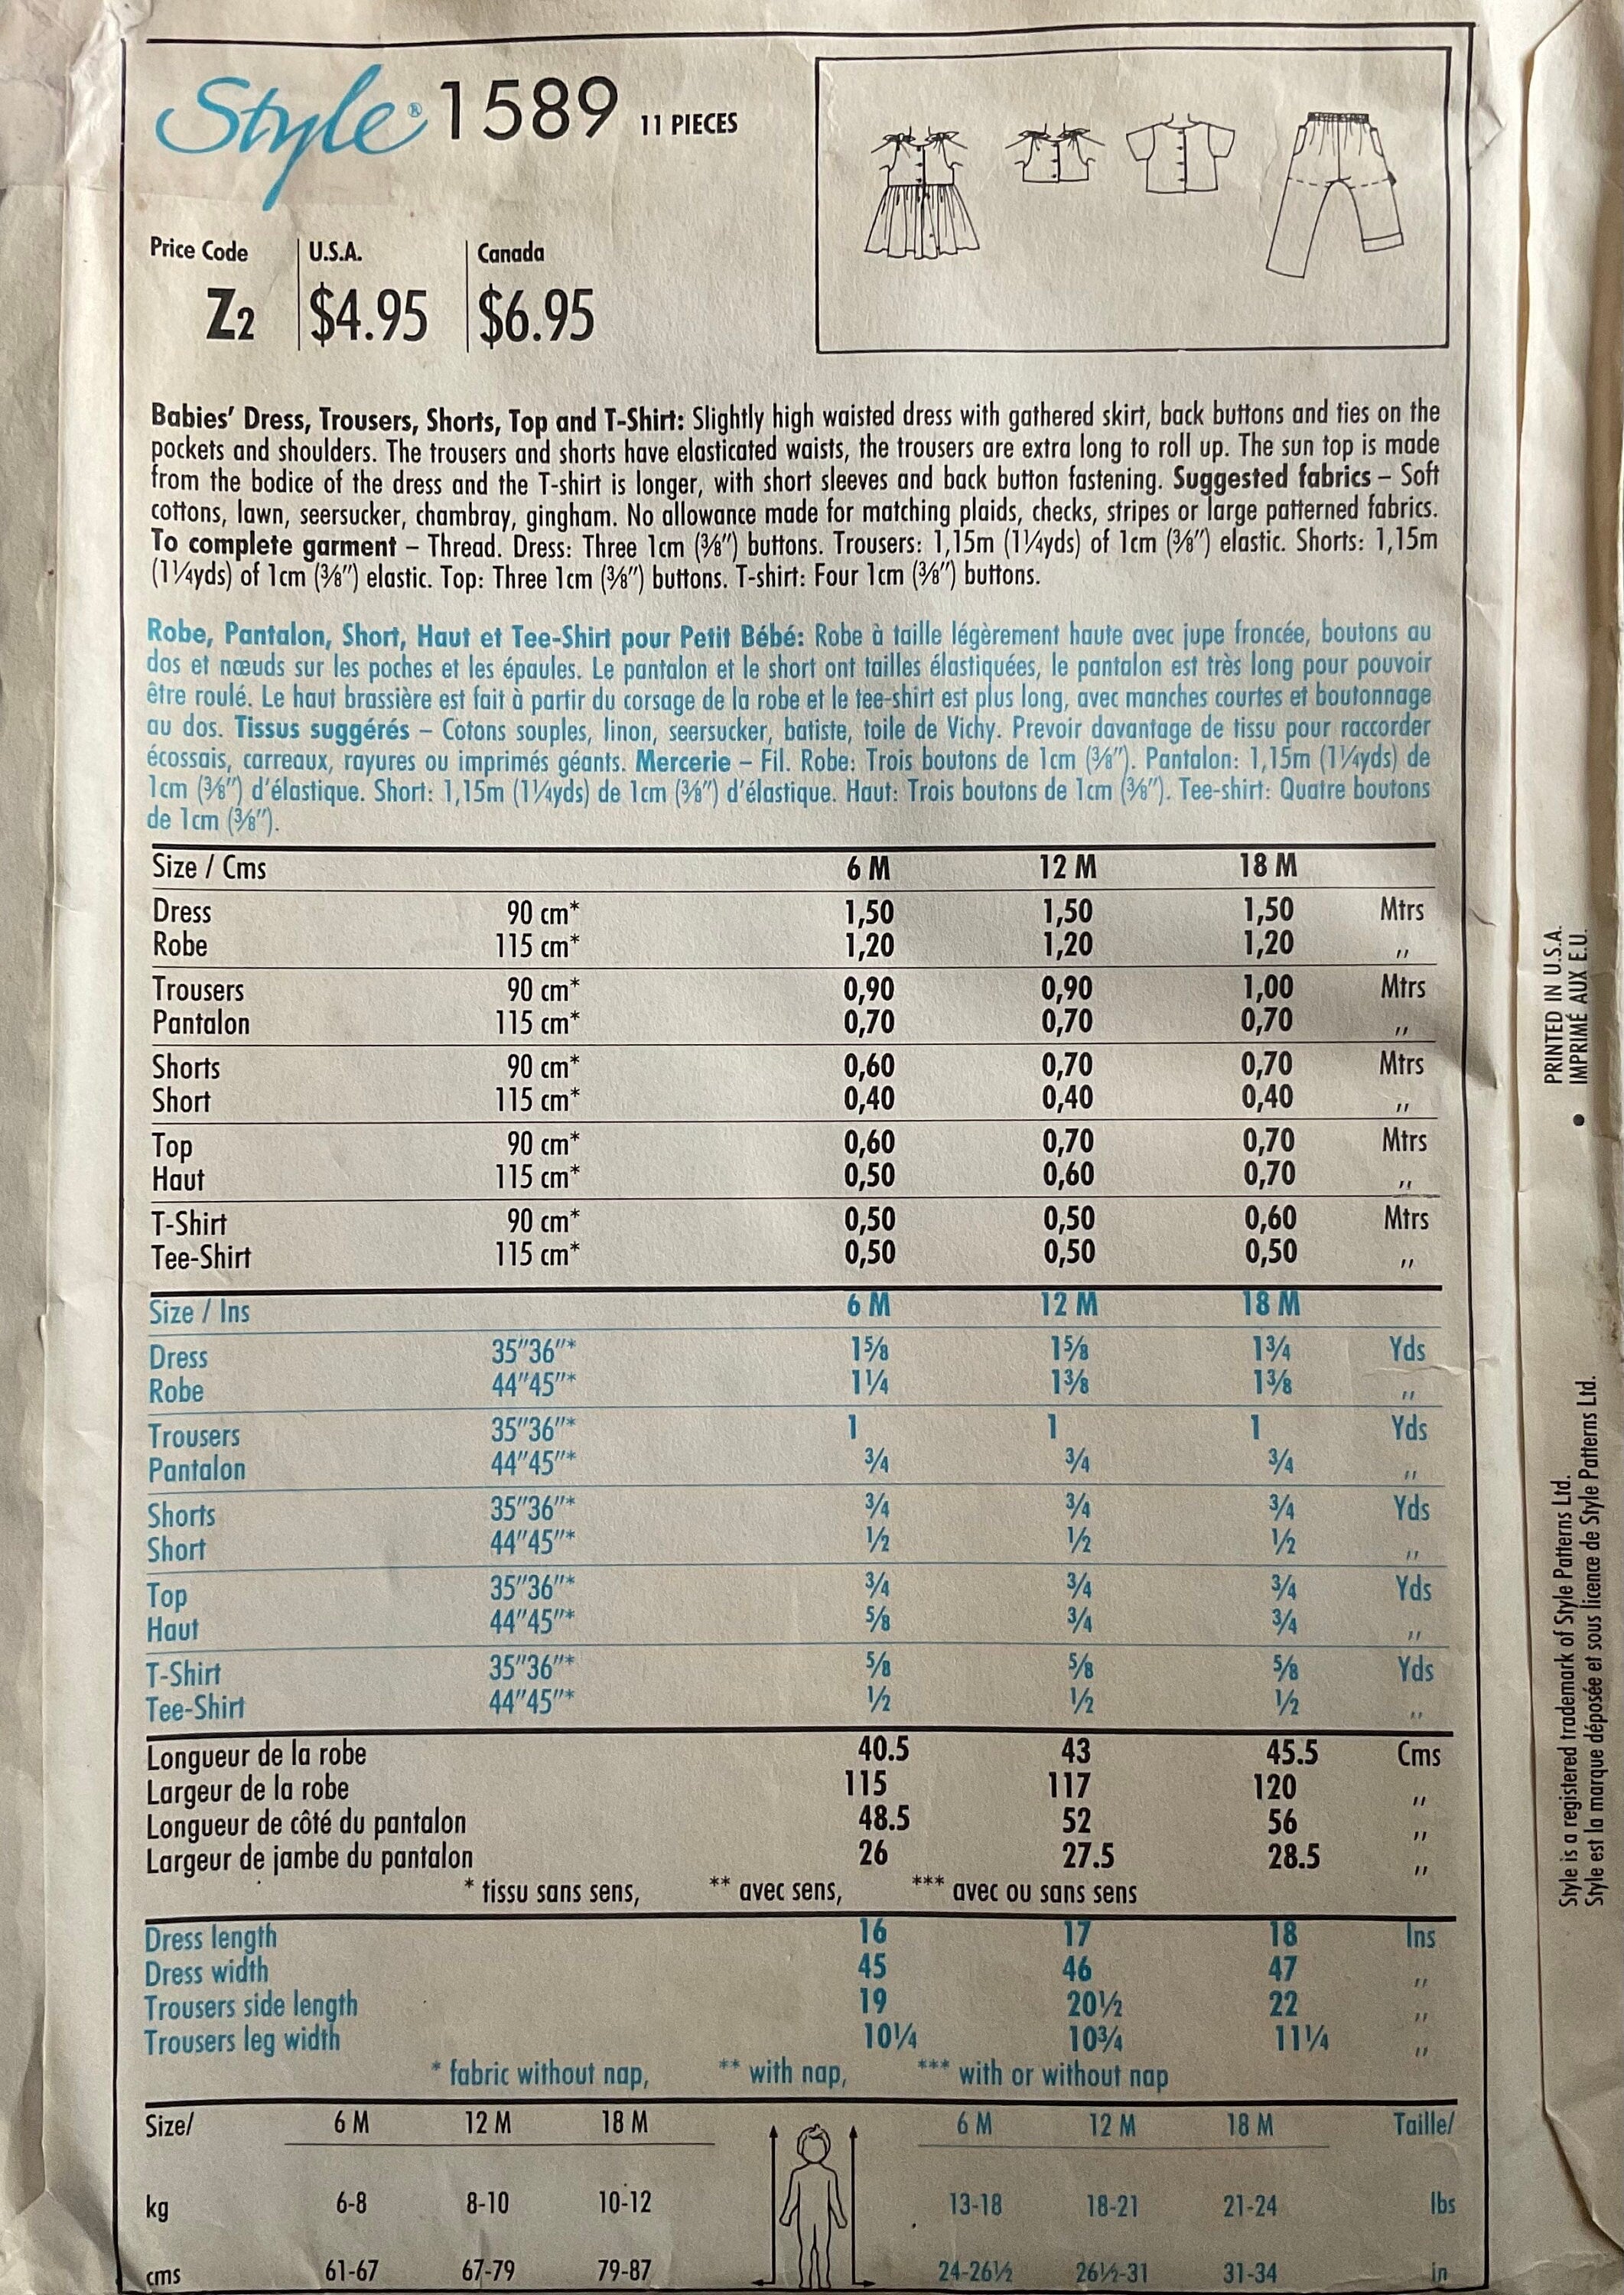 Style® 1589 11 PIECES
Price Code U.S.A. Canada
Z2 $4.95 $6.95
Babies' Dress, Trousers, Shorts, Top and T-Shirt: Slightly high waisted dress with gathered skirt, back buttons and ties on the
pockets and shoulders. The trousers and shorts have elasticated waists, the trousers are extra long to roll up. The sun top is made
from the bodice of the dress and the T-shirt is longer, with short sleeves and back button fastening. Suggested fabrics – Soft
cottons, lawn, seersucker, chambray, gingham. No allowance made for matching plaids, checks, stripes or large patterned fabrics.
To complete garment – Thread. Dress: Three 1cm (⅜") buttons. Trousers: 1,15m (1¼yds) of 1cm (⅜") elastic. Shorts: 1,15m
(1¼yds) of 1cm (⅜") elastic. Top: Three 1cm (⅜") buttons. T-shirt: Four 1cm (⅜") buttons.
Robe, Pantalon, Short, Haut et Tee-Shirt pour Petit Bébé: Robe à taille légèrement haute avec jupe froncée, boutons au
dos et nœuds sur les poches et les épaules. Le pantalon et le short ont tailles élastiquées, le pantalon est très long pour pouvoir
être roulé. Le haut brassière est fait à partir du corsage de la robe et le tee-shirt est plus long, avec manches courtes et boutonnage
au dos. Tissus suggérés – Cotons souples, linon, seersucker, batiste, toile de Vichy. Prevoir davantage de tissu pour raccorder
écossais, carreaux, rayures ou imprimés géants. Mercerie – Fil. Robe: Trois boutons de 1cm (⅜"). Pantalon: 1,15m (1¼yds) de
1cm (⅜") d'élastique. Short: 1,15m (1¼yds) de 1cm (⅜") d'élastique. Haut: Trois boutons de 1cm (⅜"). Tee-shirt: Quatre boutons
de 1cm (⅜").
Size / Cms 6 M 12 M 18 M
Dress 90 cm* 1,50 1,50 1,50 Mtrs
Robe 115 cm* 1,20 1,20 1,20 ,,
Trousers 90 cm* 0,90 0,90 1,00 Mtrs
Pantalon 115 cm* 0,70 0,70 0,70 ,,
Shorts 90 cm* 0,60 0,70 0,70 Mtrs
Short 115 cm* 0,40 0,40 0,40 ,,
Top 90 cm* 0,60 0,70 0,70 Mtrs
Haut 115 cm* 0,50 0,60 0,70 ,,
T-Shirt 90 cm* 0,50 0,50 0,60 Mtrs
Tee-Shirt 115 cm* 0,50 0,50 0,50 ,,
Size / Ins 6 M 12 M 18 M
Dress 35"36"* 1⅝ 1⅝ 1¾ Yds
Robe 44"45"* 1¼ 1⅜ 1⅜ ,,
Trousers 35"36"* 1 1 1 Yds
Pantalon 44"45"* ¾ ¾ ¾ ,,
Shorts 35"36"* ¾ ¾ ¾ Yds
Short 44"45"* ½ ½ ½ ,,
Top 35"36"* ¾ ¾ ¾ Yds
Haut 44"45"* ⅝ ¾ ¾ ,,
T-Shirt 35"36"* ⅝ ⅝ ⅝ Yds
Tee-Shirt 44"45"* ½ ½ ½ ,,
Longueur de la robe 40.5 43 45.5 Cms
Largeur de la robe 115 117 120 ,,
Longueur de côté du pantalon 48.5 52 56 ,,
Largeur de jambe du pantalon 26 27.5 28.5 ,,
* tissu sans sens, ** avec sens, *** avec ou sans sens
Dress length 16 17 18 Ins
Dress width 45 46 47 ,,
Trousers side length 19 20½ 22 ,,
Trousers leg width 10¼ 10¾ 11¼ ,,
* fabric without nap, ** with nap, *** with or without nap
Size/ 6 M 12 M 18 M 6 M 12 M 18 M Taille/
kg 6-8 8-10 10-12 13-18 18-21 21-24 lbs
cms 61-67 67-79 79-87 24-26½ 26½-31 31-34 in
PRINTED IN U.S.A.
• IMPRIMÉ AUX E.U.
Style is a registered trademark of Style Patterns Ltd.
Style est la marque déposée et sous licence de Style Patterns Ltd.